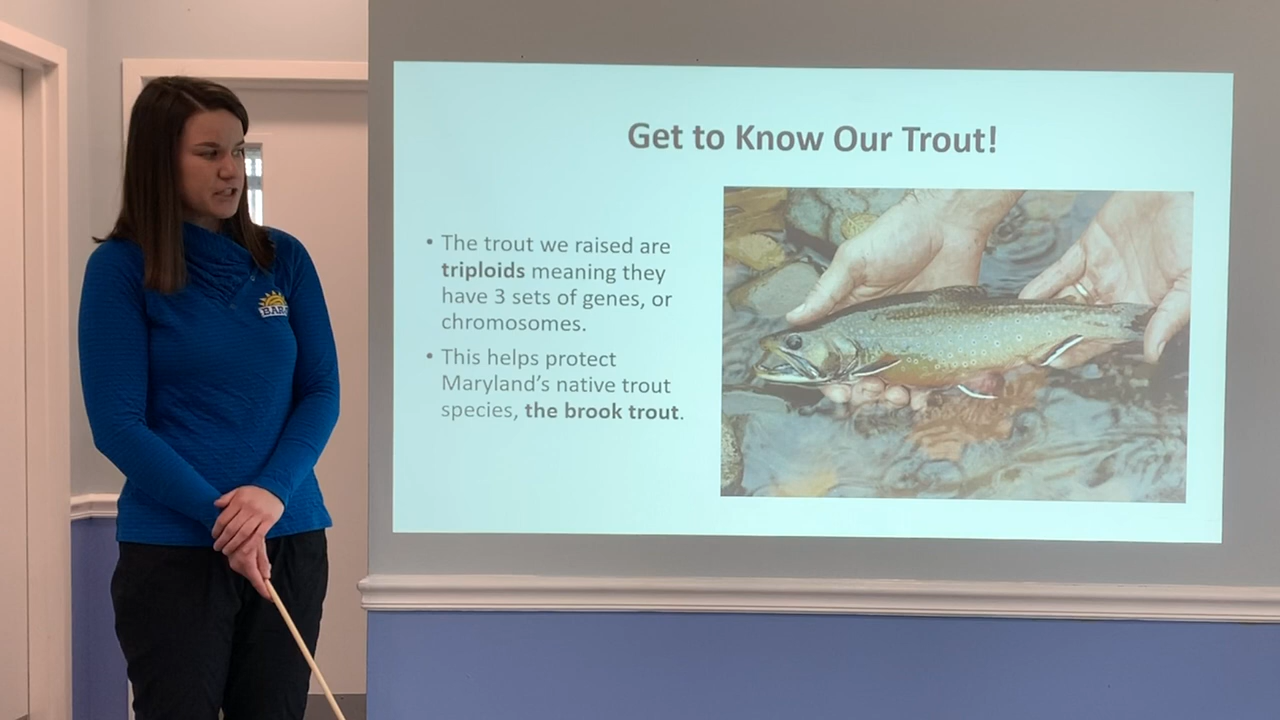 Get to Know Our Trout!
• The trout we raised are
triploids meaning they
have 3 sets of genes, or
chromosomes.
• This helps protect
Maryland's native trout
species, the brook trout.